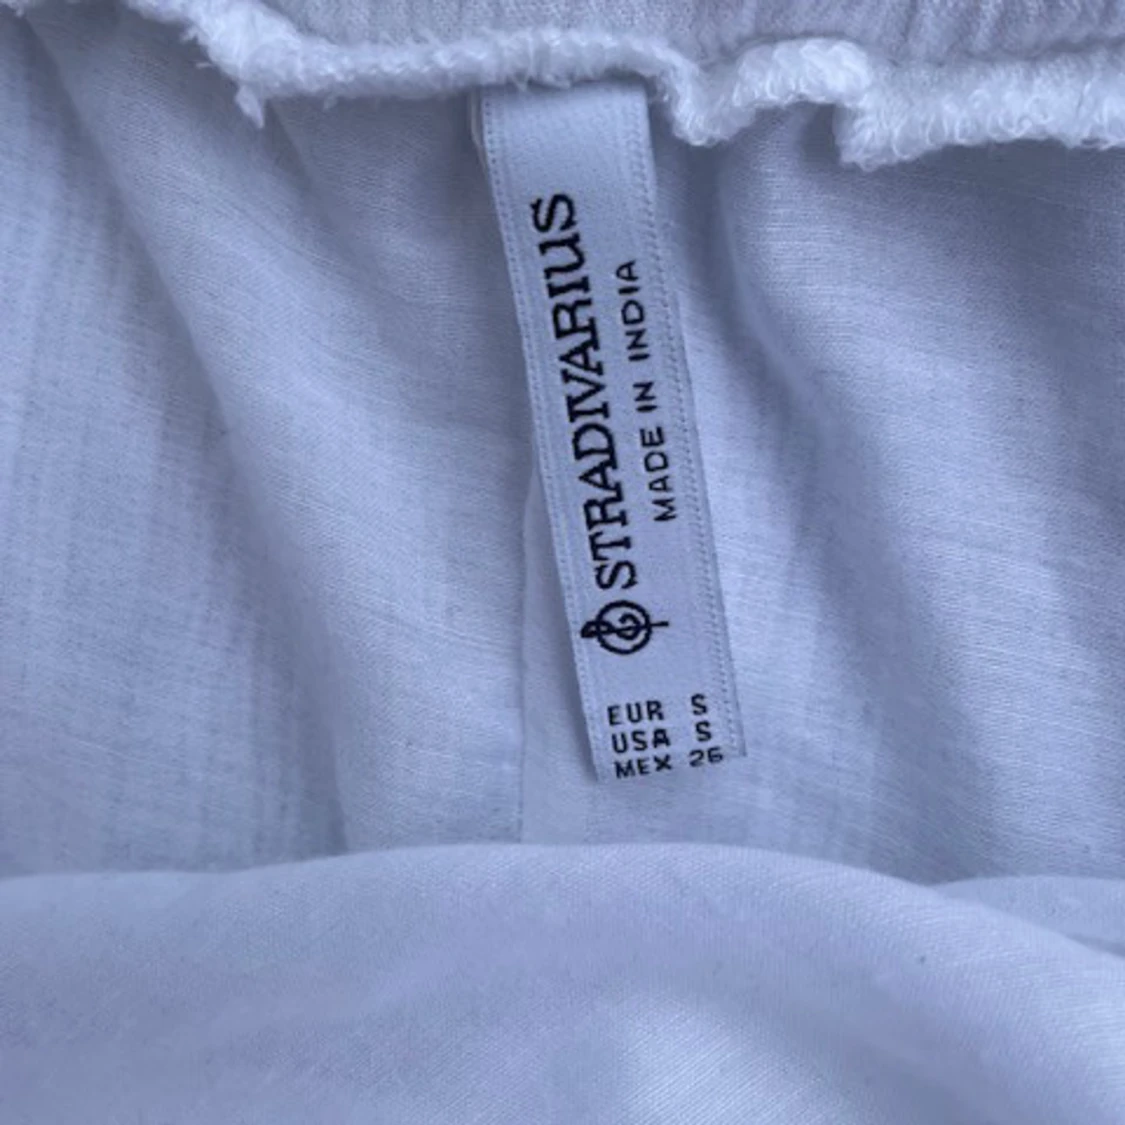 STRADIVARIUS
MADE IN INDIA
EUR S
USA S
MEX 26